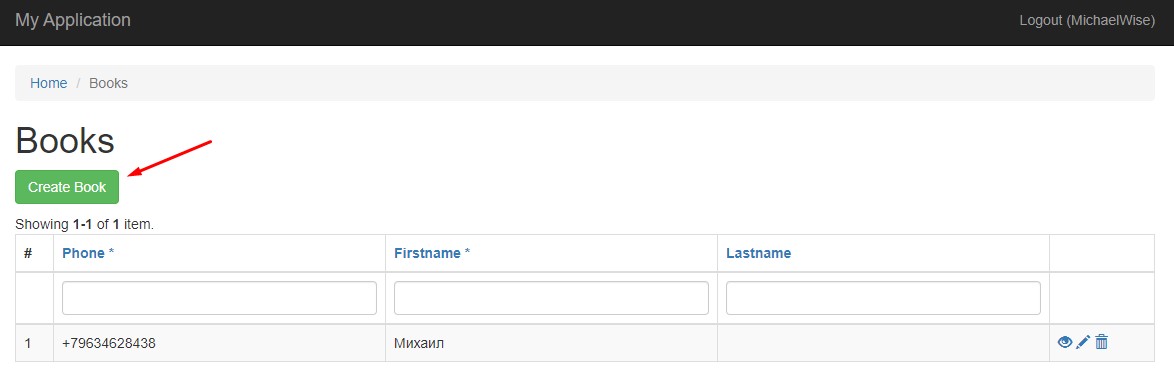 My Application Logout (MichaelWise)
Home / Books
Books
Create Book
Showing 1-1 of 1 item.
# Phone * Firstname * Lastname
1 +79634628438 Михаил